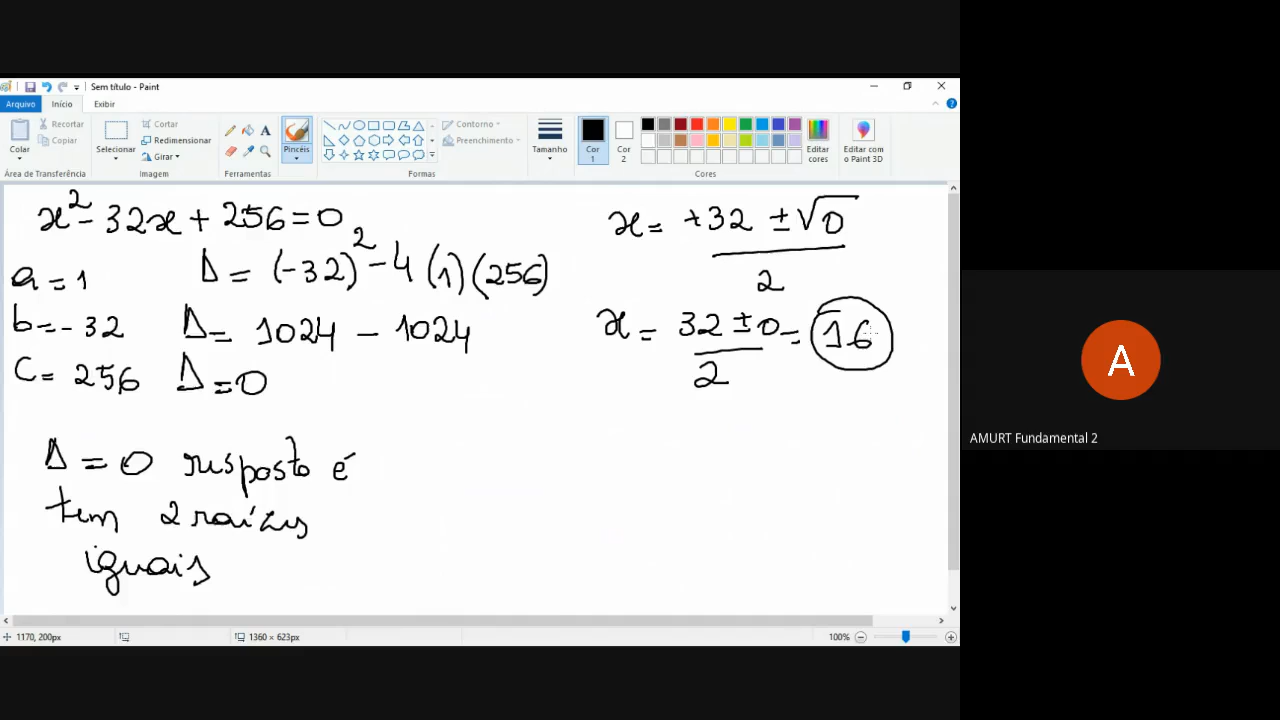 Sem título - Paint
Arquivo Início Exibir
Colar
Recortar
Copiar
Área de Transferência
Selecionar
Cortar
Redimensionar
Girar
Imagem
A
Ferramentas
Pincéis
Contorno
Preenchimento
Formas
Tamanho
Cor 1
Cor 2
Editar cores
Cores
Editar com o Paint 3D
x² - 32x + 256 = 0
a = 1
b = - 32
c = 256
Δ = (-32)² - 4 (1) (256)
Δ = 1024 - 1024
Δ = 0
Δ = 0 resposta é
tem 2 raízes
iguais
x = +32 ± √0
2
x = 32 ± 0 = 16
2
1170, 200px
1360 × 623px
100%
A
AMURT Fundamental 2